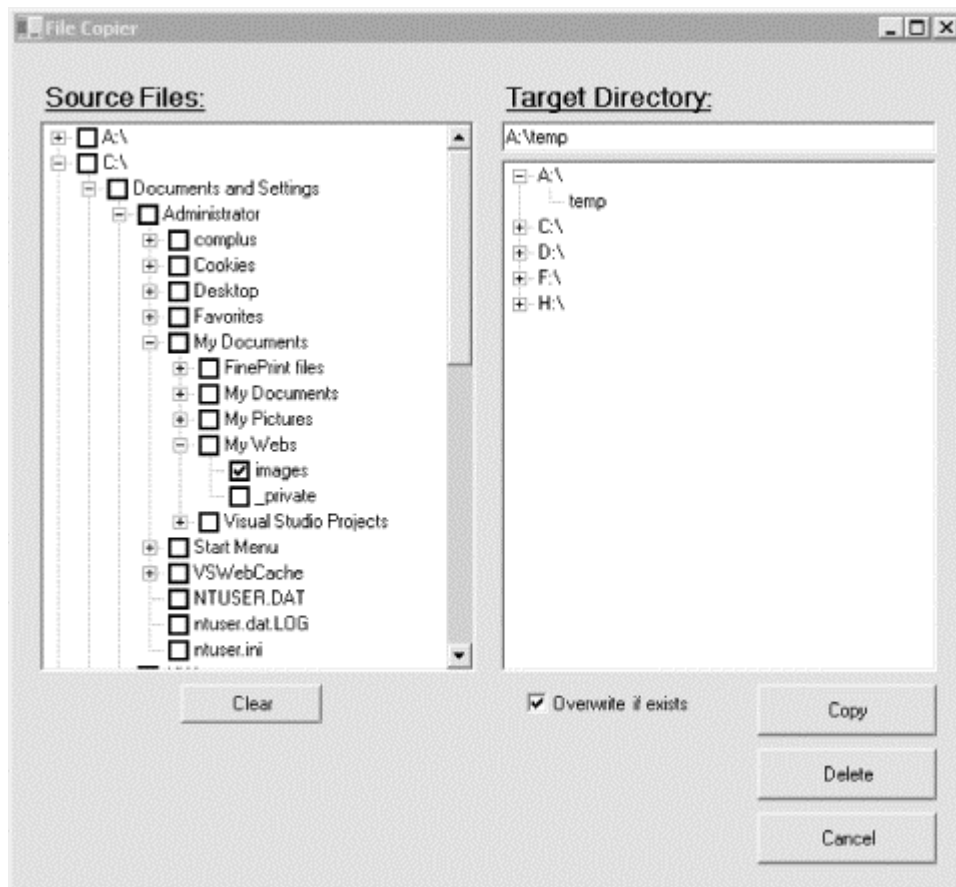 File Copier
Source Files:
A:\
C:\
Documents and Settings
Administrator
complus
Cookies
Desktop
Favorites
My Documents
FinePrint files
My Documents
My Pictures
My Webs
images
_private
Visual Studio Projects
Start Menu
VSWebCache
NTUSER.DAT
ntuser.dat.LOG
ntuser.ini
Clear
Target Directory:
A:\temp
A:\
temp
C:\
D:\
F:\
H:\
Overwrite if exists
Copy
Delete
Cancel